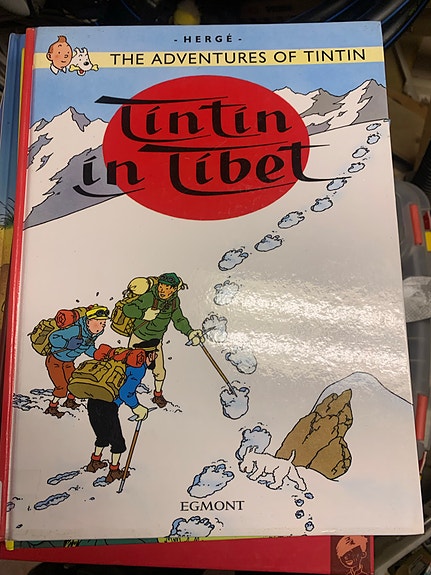 - HERGÉ -
THE ADVENTURES OF TINTIN
Tintin
in Tibet
EGMONT